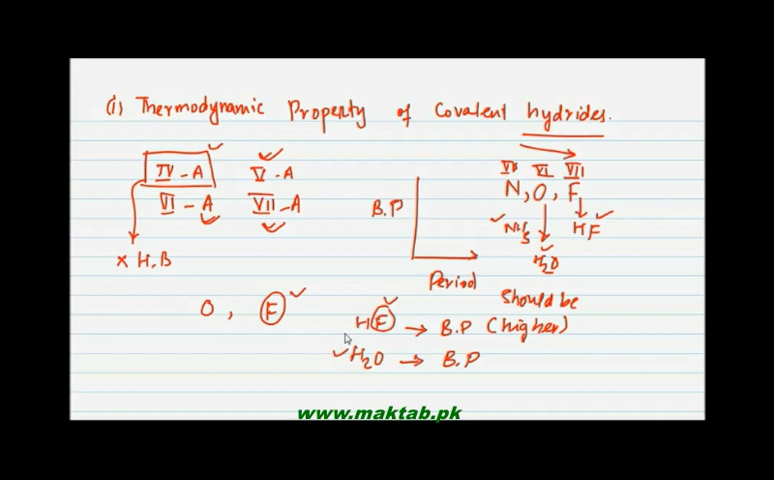 (i) Thermodynamic Property of Covalent hydrides.
IV - A V - A
VI - A VII - A
x H.B
B.P
Period
V VI VII
N, O, F
NH3 HF
H2O
O, F
should be
HF → B.P (higher)
H2O → B.P
www.maktab.pk